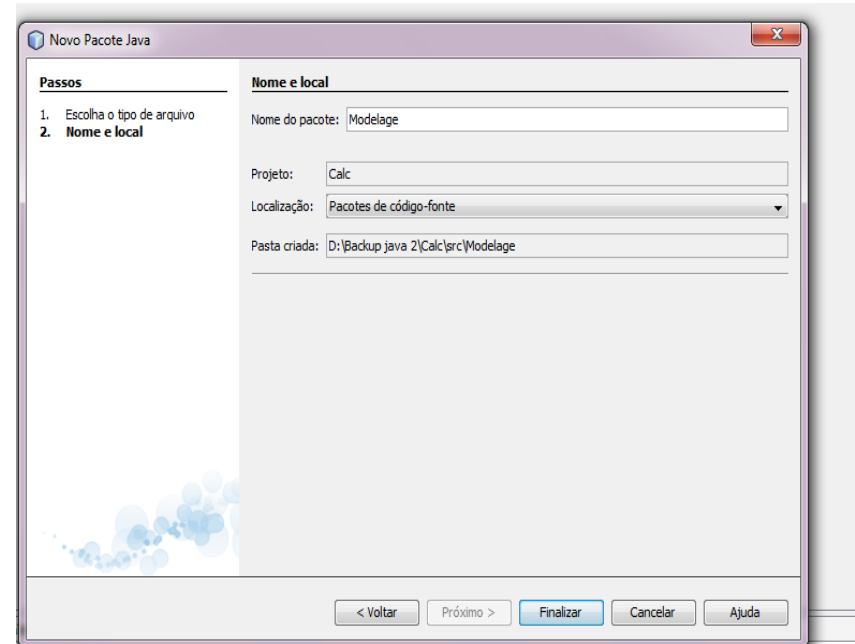 Novo Pacote Java
X
Passos
1. Escolha o tipo de arquivo
2. Nome e local
Nome e local
Nome do pacote: Modelage
Projeto: Calc
Localização: Pacotes de código-fonte
Pasta criada: D:\Backup java 2\Calc\src\Modelage
< Voltar Próximo > Finalizar Cancelar Ajuda